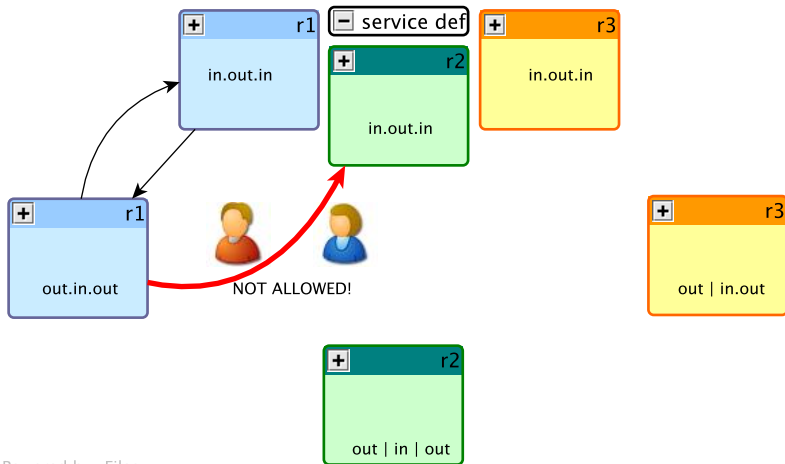 r1
service def
r3
r2
in.out.in
in.out.in
in.out.in
r1
r3
out.in.out
NOT ALLOWED!
out | in.out
r2
out | in | out